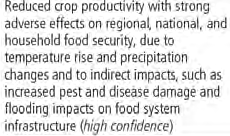 Reduced crop productivity with strong
adverse effects on regional, national, and
household food security, due to
temperature rise and precipitation
changes and to indirect impacts, such as
increased pest and disease damage and
flooding impacts on food system
infrastructure (high confidence)